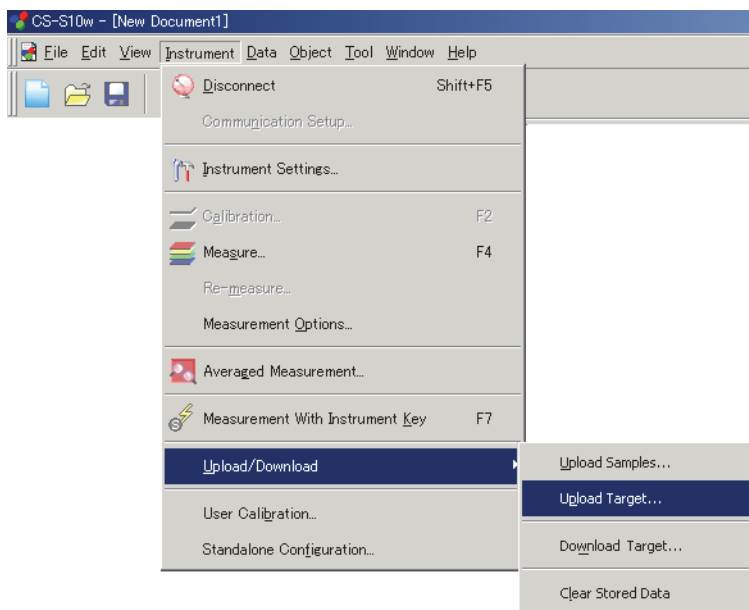 CS-S10w - [New Document1]
File Edit View Instrument Data Object Tool Window Help
Disconnect Shift+F5
Communication Setup...
Instrument Settings...
Calibration... F2
Measure... F4
Re-measure...
Measurement Options...
Averaged Measurement...
Measurement With Instrument Key F7
Upload/Download
Upload Samples...
Upload Target...
User Calibration...
Download Target...
Standalone Configuration...
Clear Stored Data